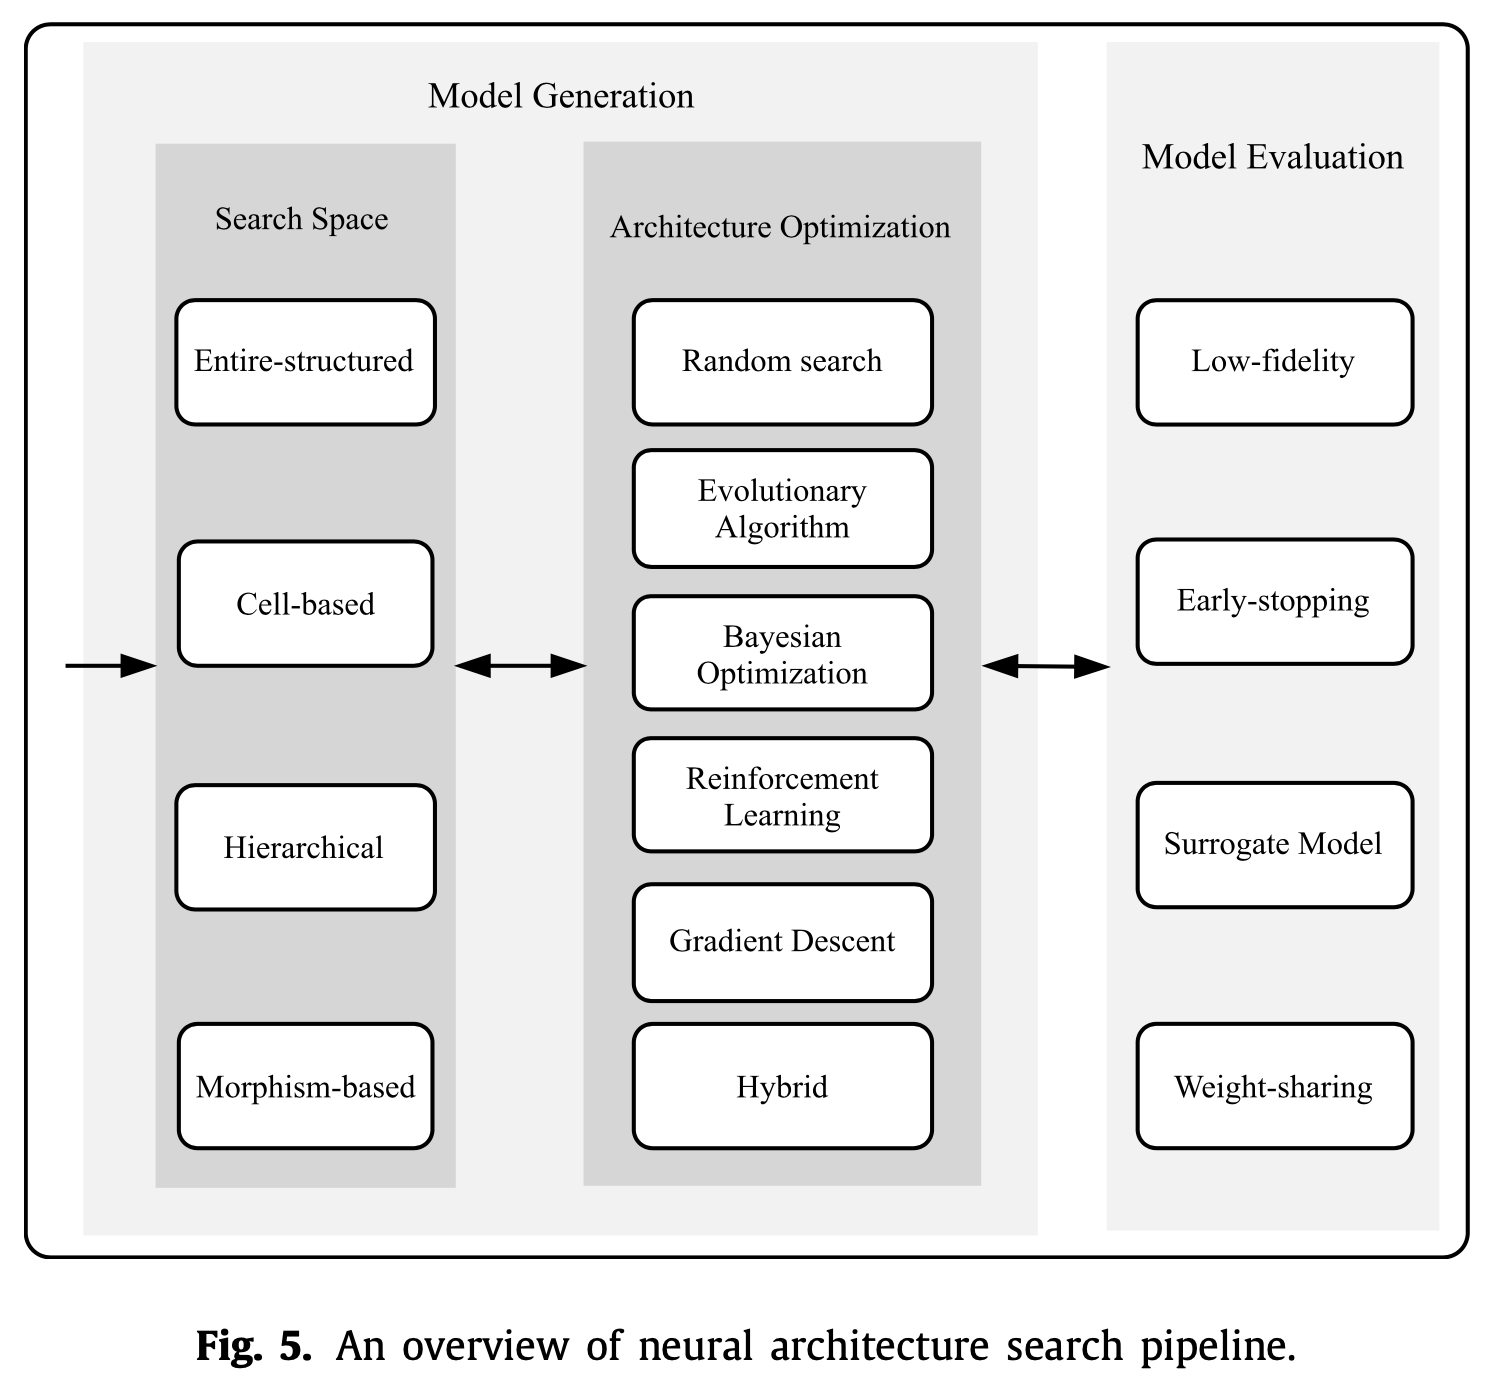 Model Generation
Search Space
Entire-structured
Cell-based
Hierarchical
Morphism-based
Architecture Optimization
Random search
Evolutionary
Algorithm
Bayesian
Optimization
Reinforcement
Learning
Gradient Descent
Hybrid
Model Evaluation
Low-fidelity
Early-stopping
Surrogate Model
Weight-sharing
Fig. 5. An overview of neural architecture search pipeline.